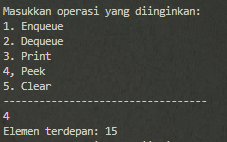 Masukkan operasi yang diinginkan:
1. Enqueue
2. Dequeue
3. Print
4, Peek
5. Clear
----------------------------------
4
Elemen terdepan: 15